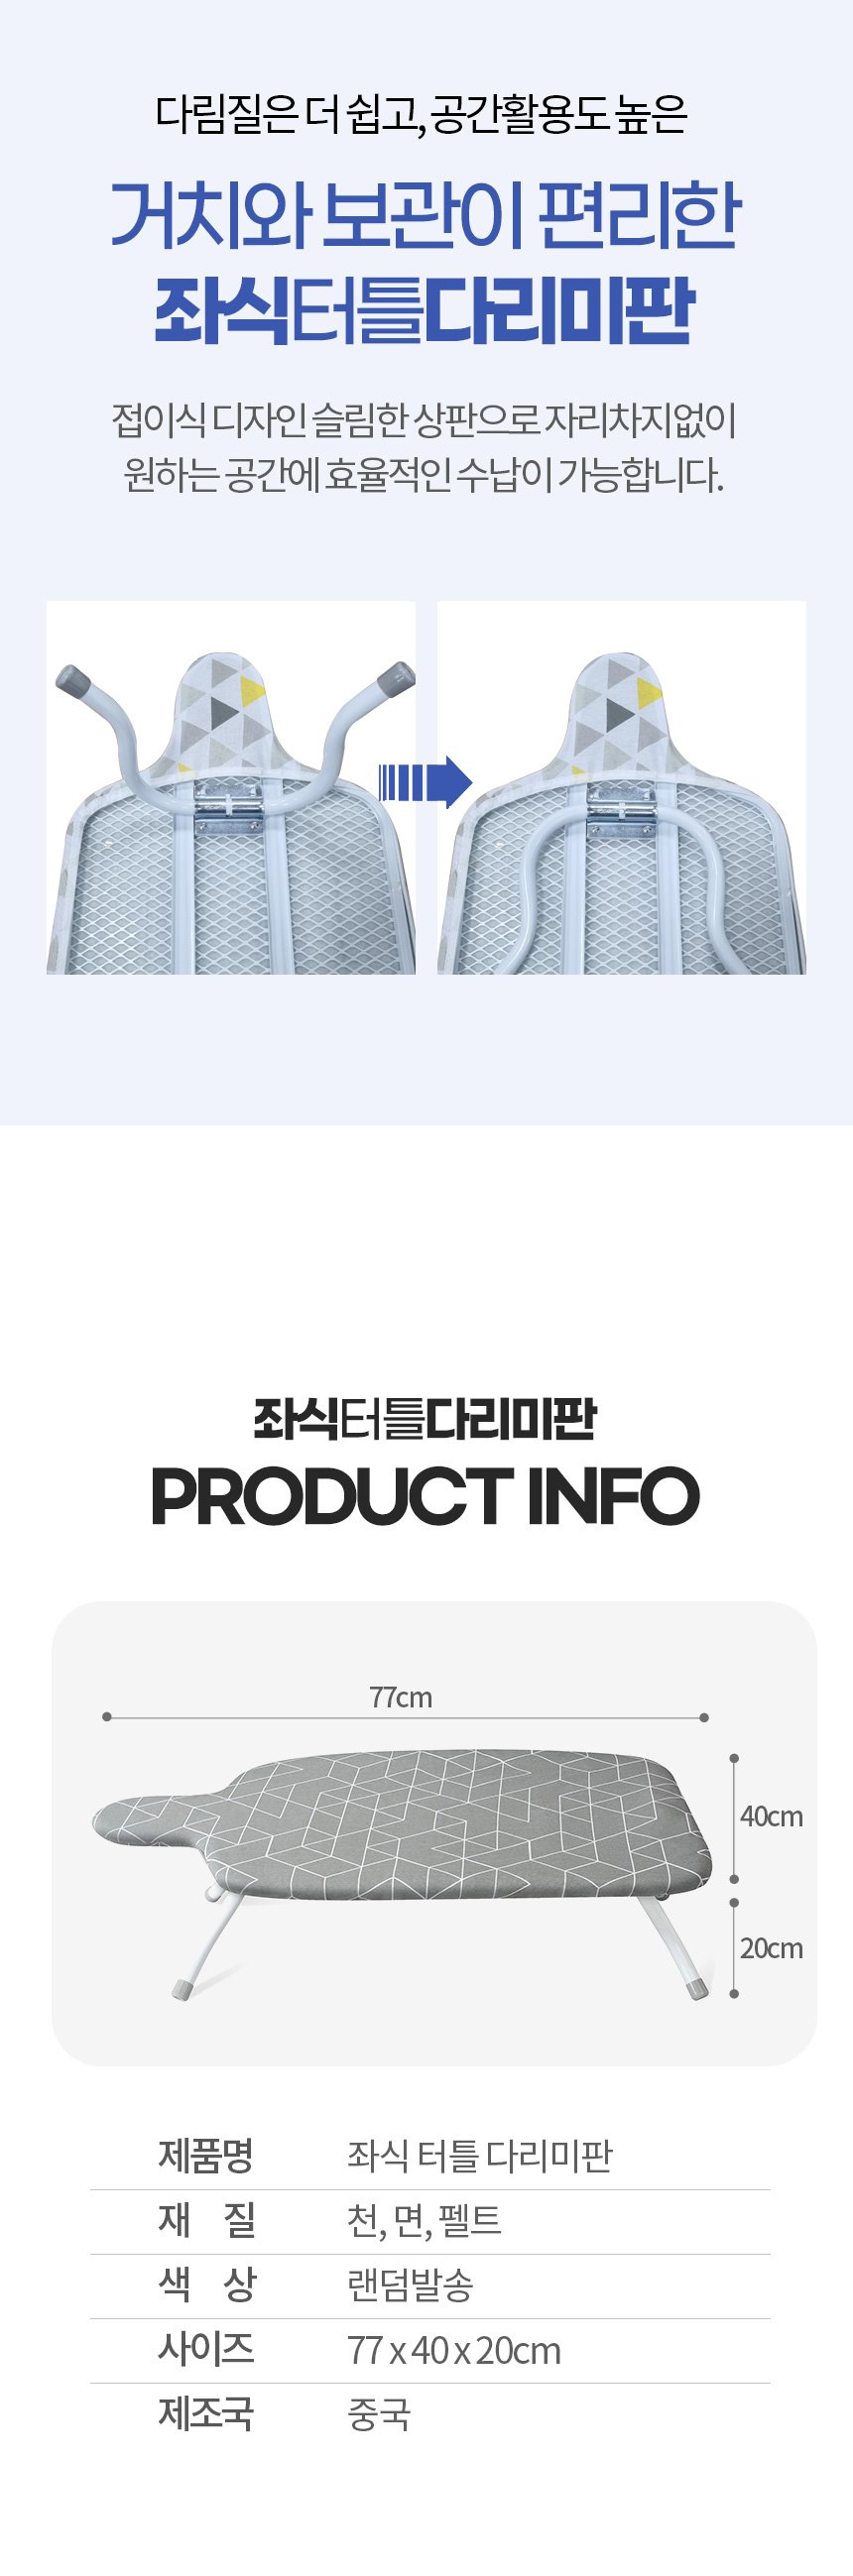 다림질은 더 쉽고, 공간활용도 높은
거치와 보관이 편리한
좌식터틀다리미판
접이식 디자인 슬림한 상판으로 자리차지없이
원하는 공간에 효율적인 수납이 가능합니다.
좌식터틀다리미판
PRODUCT INFO
77cm
40cm
20cm
제품명 좌식 터틀 다리미판
재 질 천, 면, 펠트
색 상 랜덤발송
사이즈 77 x 40 x 20cm
제조국 중국